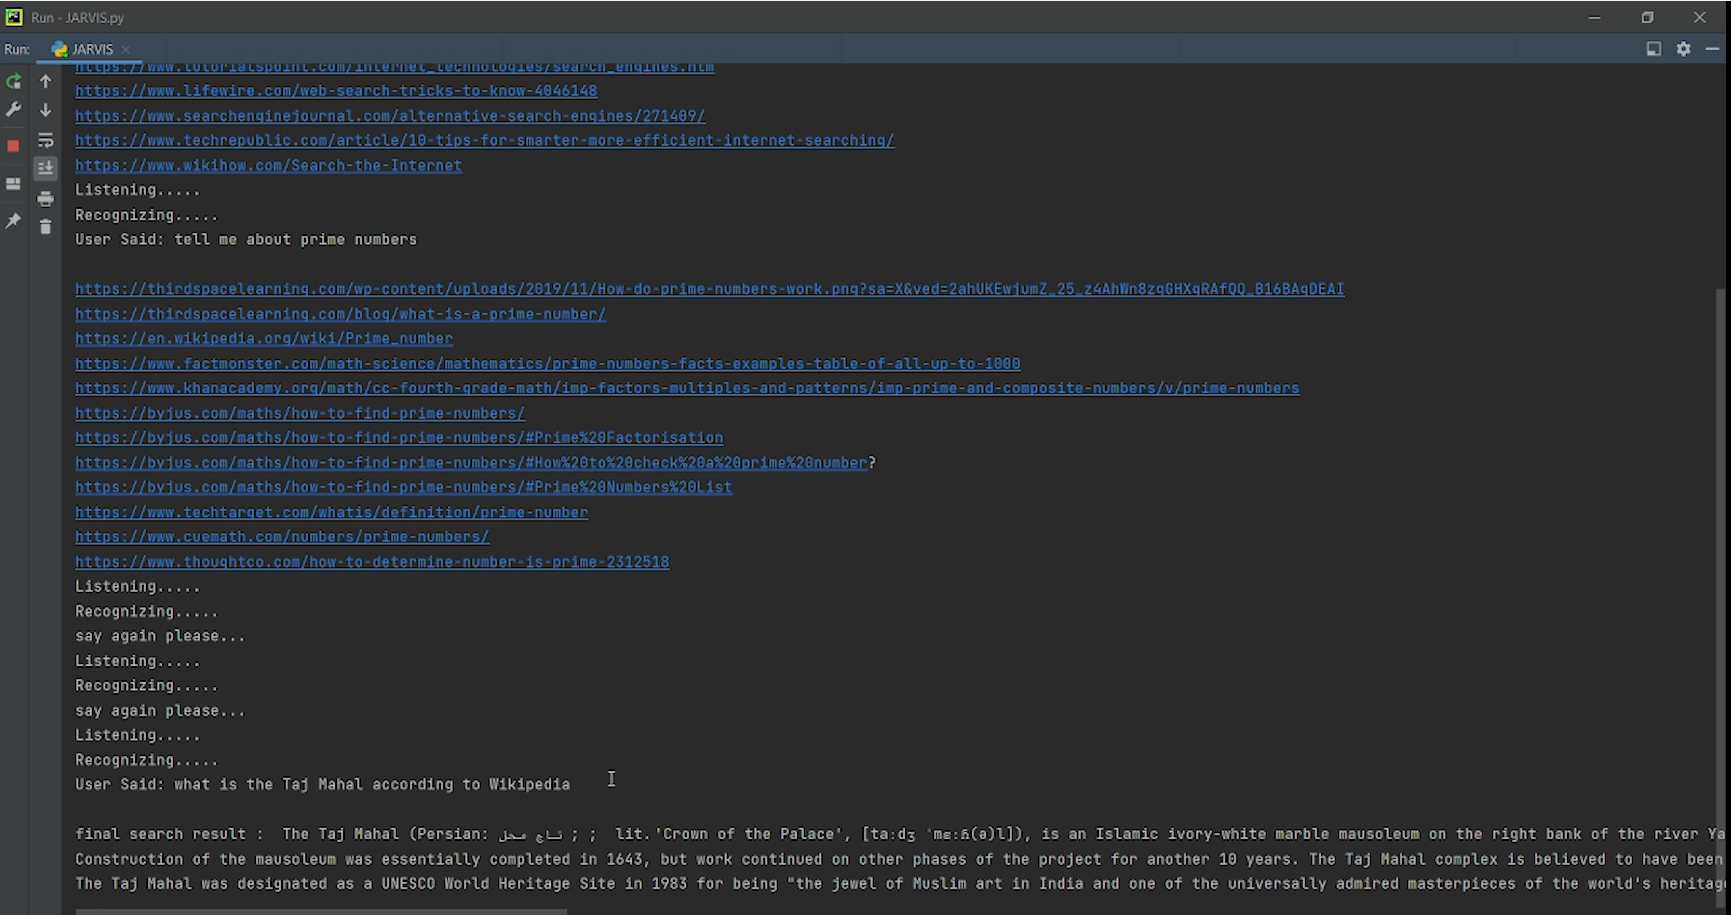 Run - JARVIS.py
Run: JARVIS
https://www.tutorialspoint.com/internet_technologies/search_engines.htm
https://www.lifewire.com/web-search-tricks-to-know-4046148
https://www.searchenginejournal.com/alternative-search-engines/271409/
https://www.techrepublic.com/article/10-tips-for-smarter-more-efficient-internet-searching/
https://www.wikihow.com/Search-the-Internet
Listening.....
Recognizing.....
User Said: tell me about prime numbers
https://thirdspacelearning.com/wp-content/uploads/2019/11/How-do-prime-numbers-work.png?sa=X&ved=2ahUKEwjumZ_25_z4AhWn8zgGHXqRAfQQ_B16BAgDEAI
https://thirdspacelearning.com/blog/what-is-a-prime-number/
https://en.wikipedia.org/wiki/Prime_number
https://www.factmonster.com/math-science/mathematics/prime-numbers-facts-examples-table-of-all-up-to-1000
https://www.khanacademy.org/math/cc-fourth-grade-math/imp-factors-multiples-and-patterns/imp-prime-and-composite-numbers/v/prime-numbers
https://byjus.com/maths/how-to-find-prime-numbers/
https://byjus.com/maths/how-to-find-prime-numbers/#Prime%20Factorisation
https://byjus.com/maths/how-to-find-prime-numbers/#How%20to%20check%20a%20prime%20number?
https://byjus.com/maths/how-to-find-prime-numbers/#Prime%20Numbers%20List
https://www.techtarget.com/whatis/definition/prime-number
https://www.cuemath.com/numbers/prime-numbers/
https://www.thoughtco.com/how-to-determine-number-is-prime-2312518
Listening.....
Recognizing.....
say again please...
Listening.....
Recognizing.....
say again please...
Listening.....
Recognizing.....
User Said: what is the Taj Mahal according to Wikipedia
final search result :  The Taj Mahal (Persian: تاج محل ; ;  lit. 'Crown of the Palace', [taːdʒ ˈmɛːɦ(ə)l]), is an Islamic ivory-white marble mausoleum on the right bank of the river Ya
Construction of the mausoleum was essentially completed in 1643, but work continued on other phases of the project for another 10 years. The Taj Mahal complex is believed to have been
The Taj Mahal was designated as a UNESCO World Heritage Site in 1983 for being "the jewel of Muslim art in India and one of the universally admired masterpieces of the world's heritag